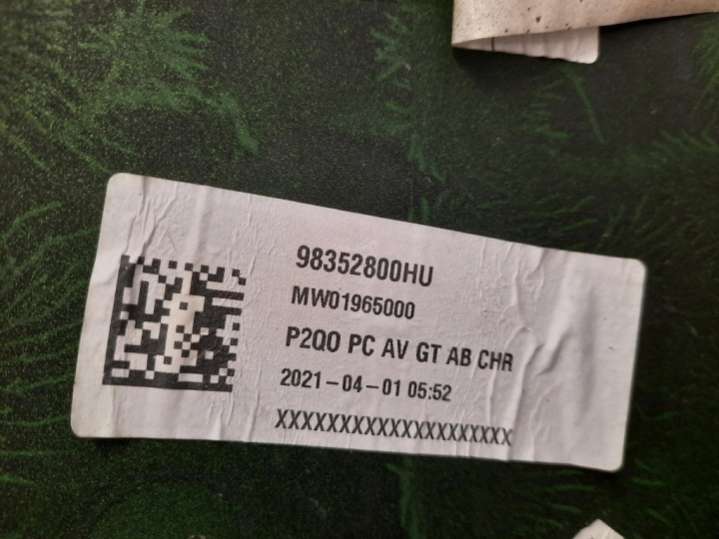 98352800HU
MW01965000
P2Q0 PC AV GT AB CHR
2021-04-01 05:52
XXXXXXXXXXXXXXXXXXXX